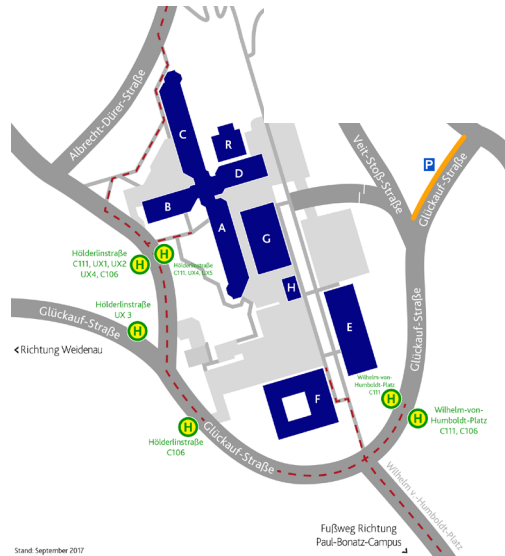 Albrecht-Dürer-Straße
C
R
D
B
A
G
H
E
F
P
Veit-Stoß-Straße
Glückauf-Straße
Hölderlinstraße
C111, UX1, UX2
UX4, C106
H
H
Hölderlinstraße
C111, UX4, UX5
Hölderlinstraße
UX 3
H
Glückauf-Straße
<Richtung Weidenau
Glückauf-Straße
Wilhelm-von-
Humboldt-Platz
C111
H
H
Wilhelm-von-
Humboldt-Platz
C111, C106
H
Hölderlinstraße
C106
Glückauf-Straße
Wilhelm-v.-Humboldt-Platz
Fußweg Richtung
Paul-Bonatz-Campus
Stand: September 2017